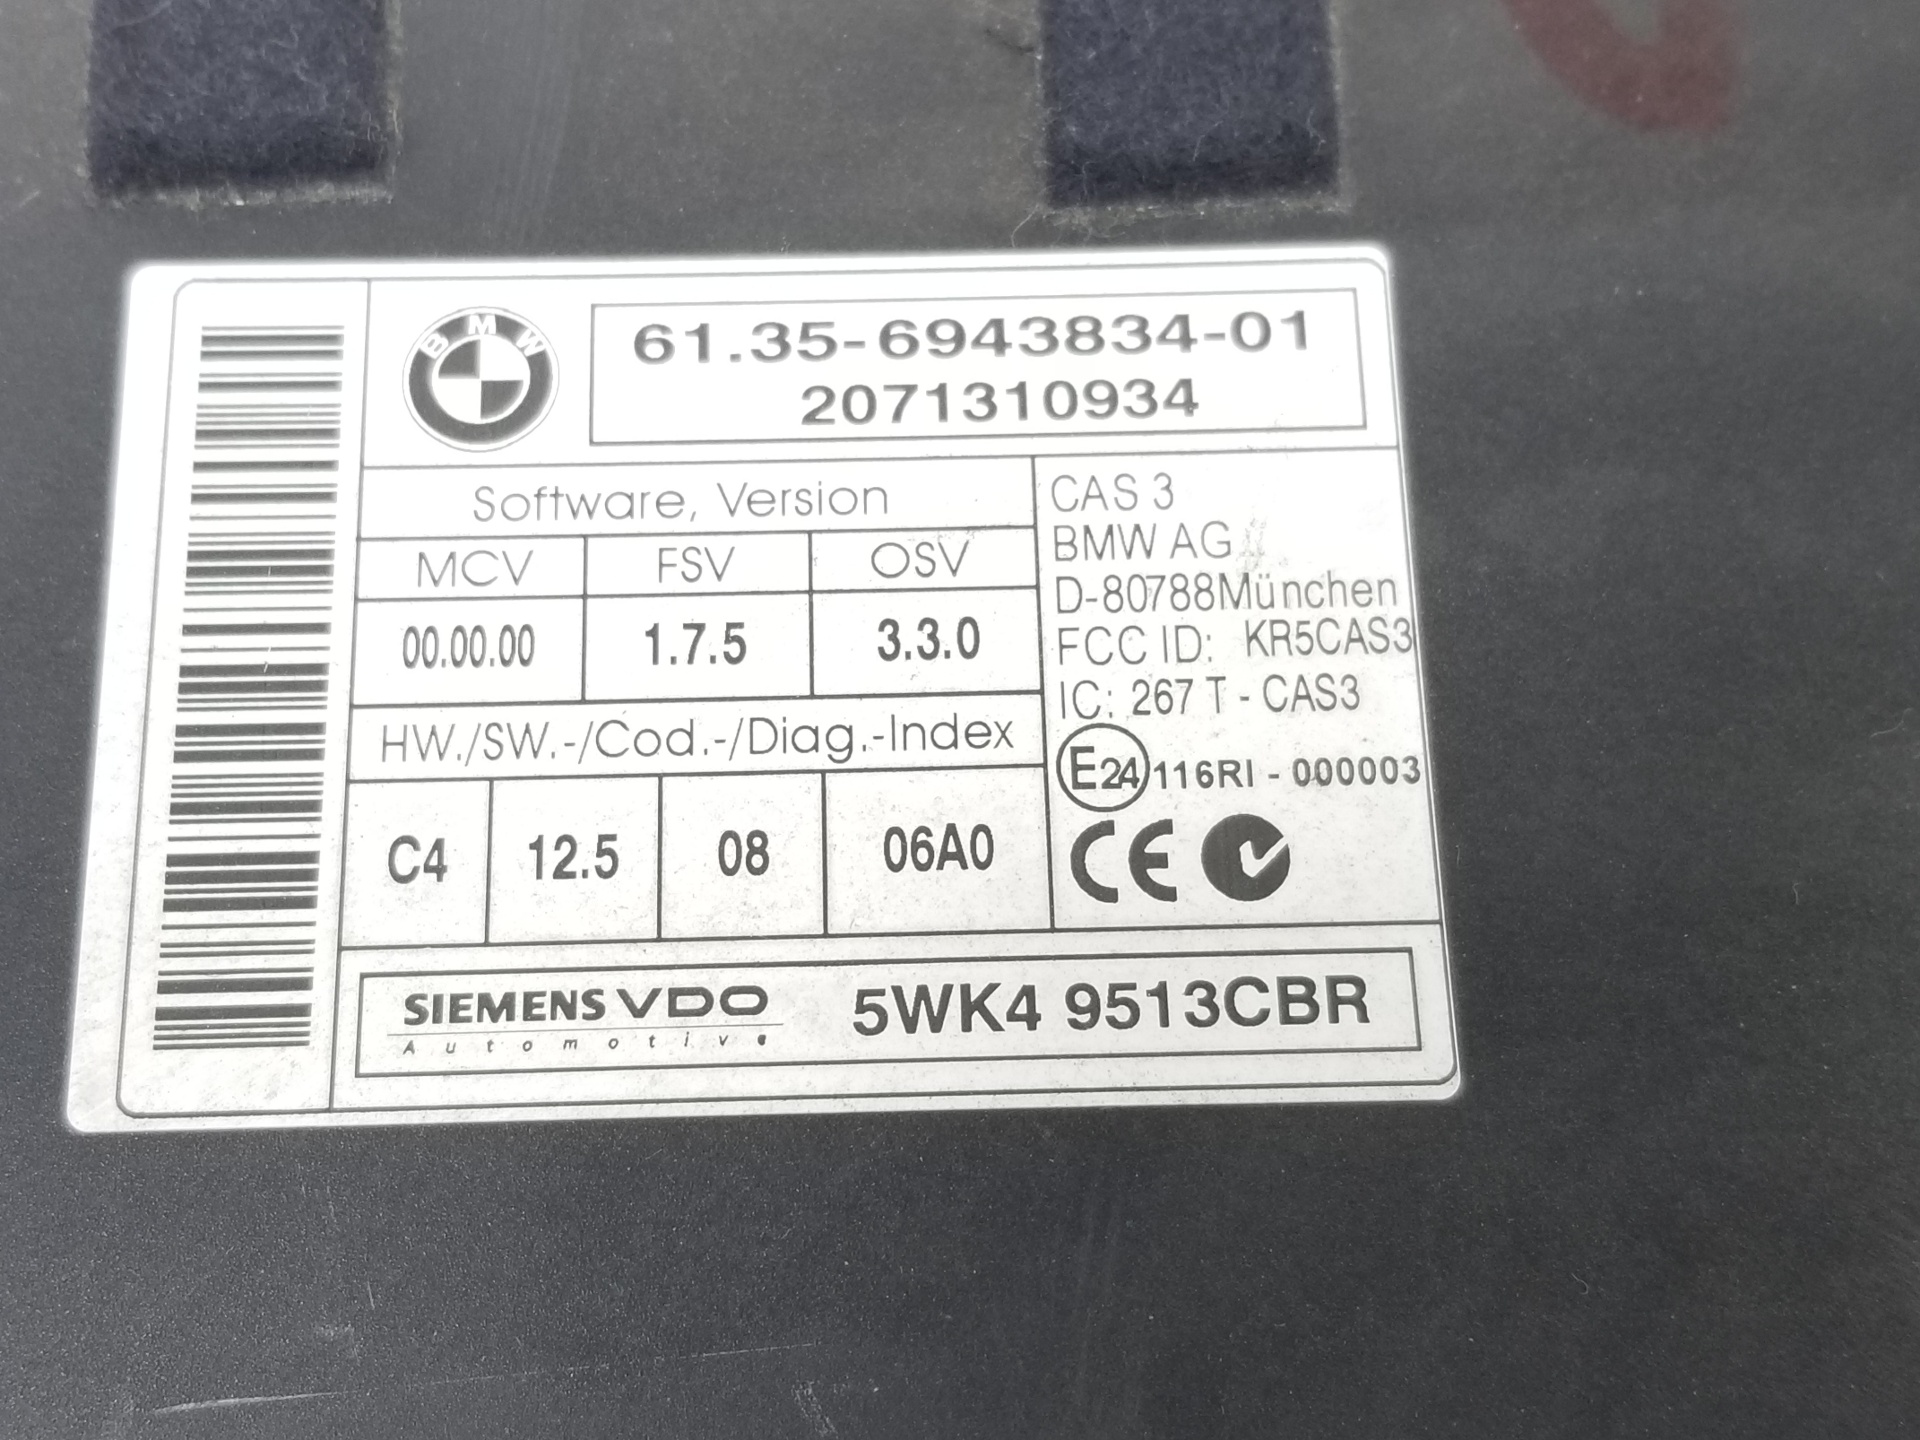 BMW
61.35-6943834-01
2071310934
Software, Version
MCV FSV OSV
00.00.00 1.7.5 3.3.0
HW./SW.-/Cod.-/Diag.-Index
C4 12.5 08 06A0
CAS 3
BMW AG
D-80788München
FCC ID: KR5CAS3
IC: 267 T - CAS3
E24 116RI - 000003
CE
SIEMENS VDO
Automotive
5WK4 9513CBR